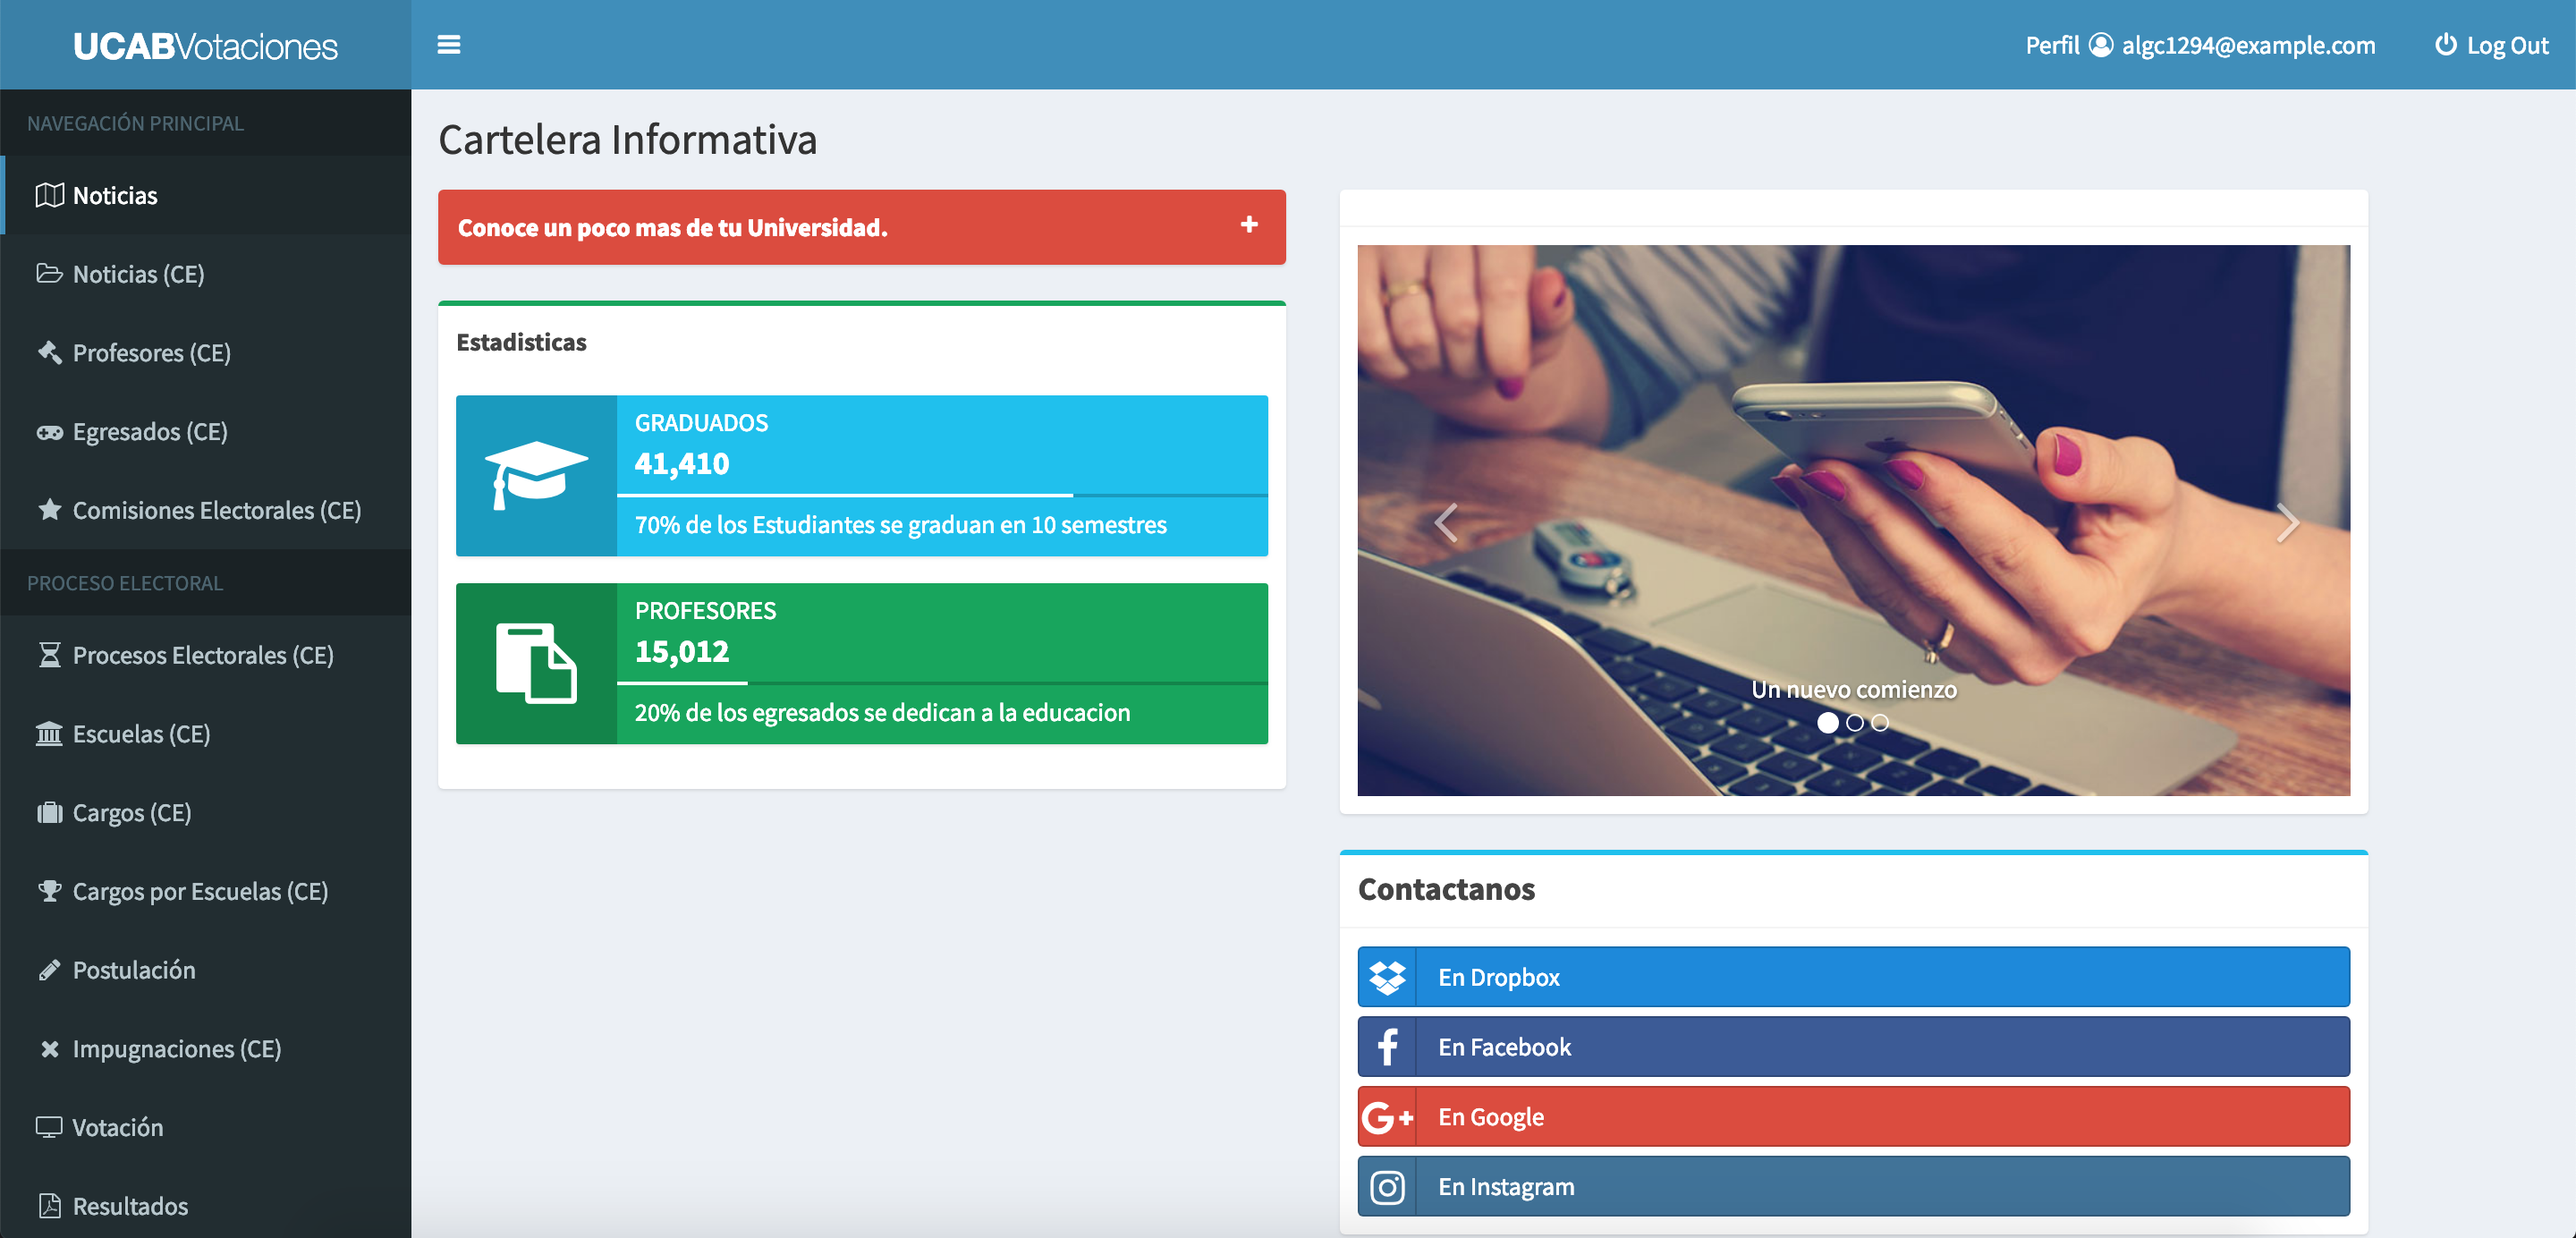 UCABVotaciones
Perfil algc1294@example.com
Log Out
NAVEGACIÓN PRINCIPAL
Noticias
Noticias (CE)
Profesores (CE)
Egresados (CE)
Comisiones Electorales (CE)
PROCESO ELECTORAL
Procesos Electorales (CE)
Escuelas (CE)
Cargos (CE)
Cargos por Escuelas (CE)
Postulación
Impugnaciones (CE)
Votación
Resultados
Cartelera Informativa
Conoce un poco mas de tu Universidad.
Estadisticas
GRADUADOS
41,410
70% de los Estudiantes se graduan en 10 semestres
PROFESORES
15,012
20% de los egresados se dedican a la educacion
Un nuevo comienzo
Contactanos
En Dropbox
En Facebook
G+ En Google
En Instagram